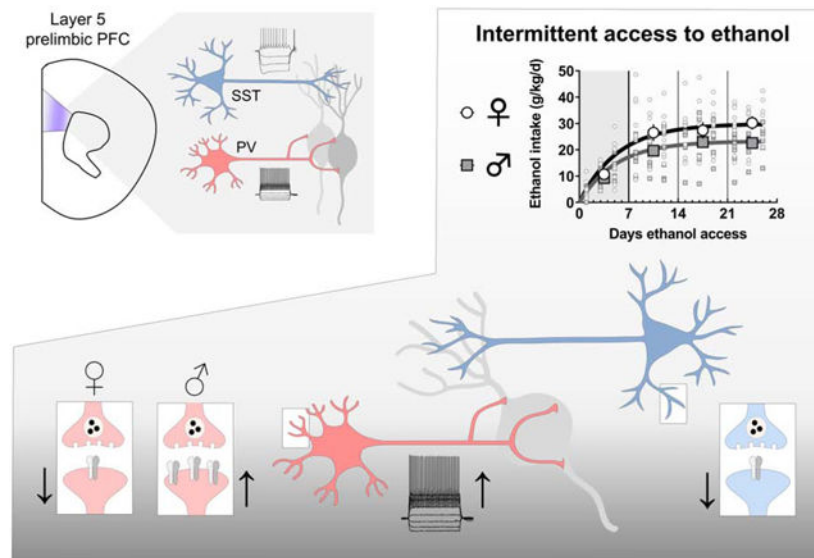 Layer 5
prelimbic PFC
SST
PV
Intermittent access to ethanol
♀
♂
Ethanol intake (g/kg/d)
50
40
30
20
10
0
0 7 14 21 28
Days ethanol access
♀
♂
↓
↑
↑
↓